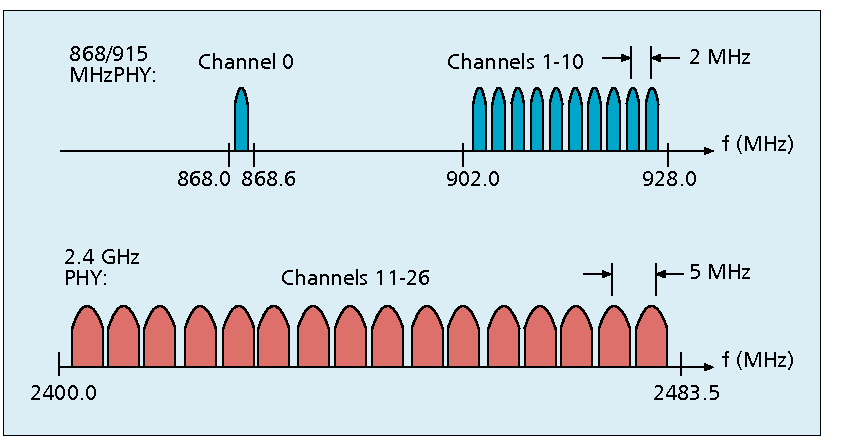 868/915
MHzPHY:
Channel 0
Channels 1-10
2 MHz
f (MHz)
868.0 868.6
902.0
928.0
2.4 GHz
PHY:
Channels 11-26
5 MHz
f (MHz)
2400.0
2483.5